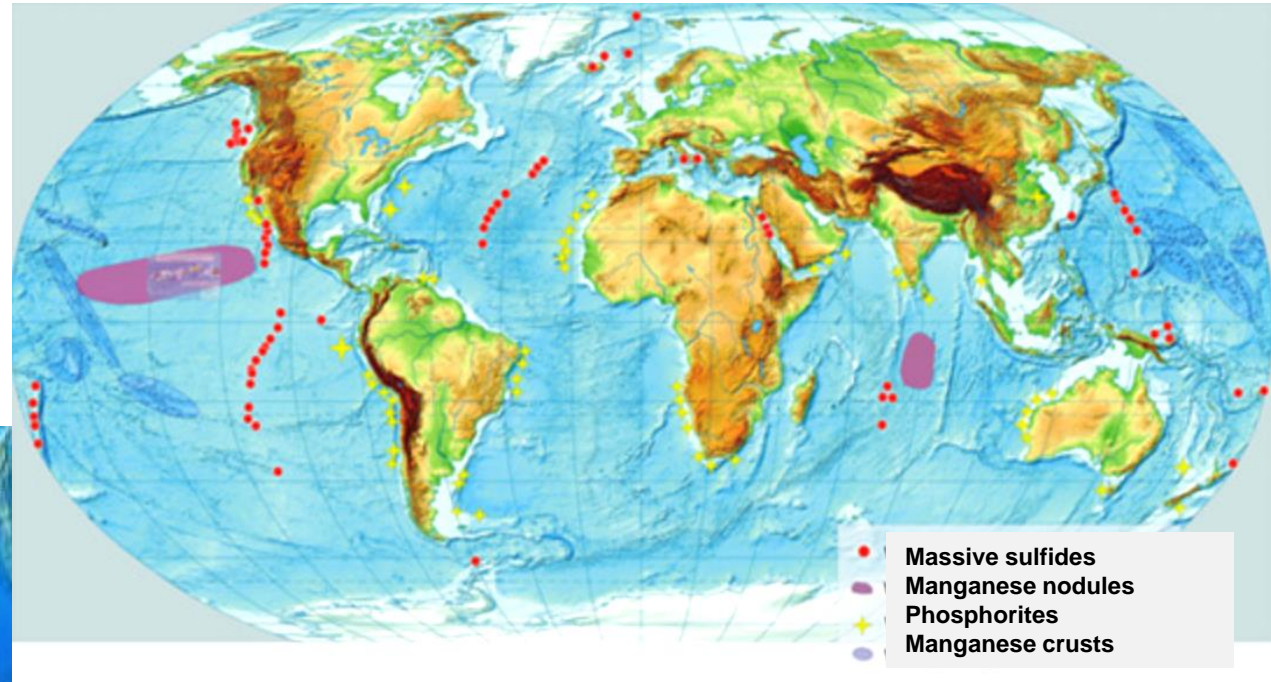 Massive sulfides
Manganese nodules
Phosphorites
Manganese crusts